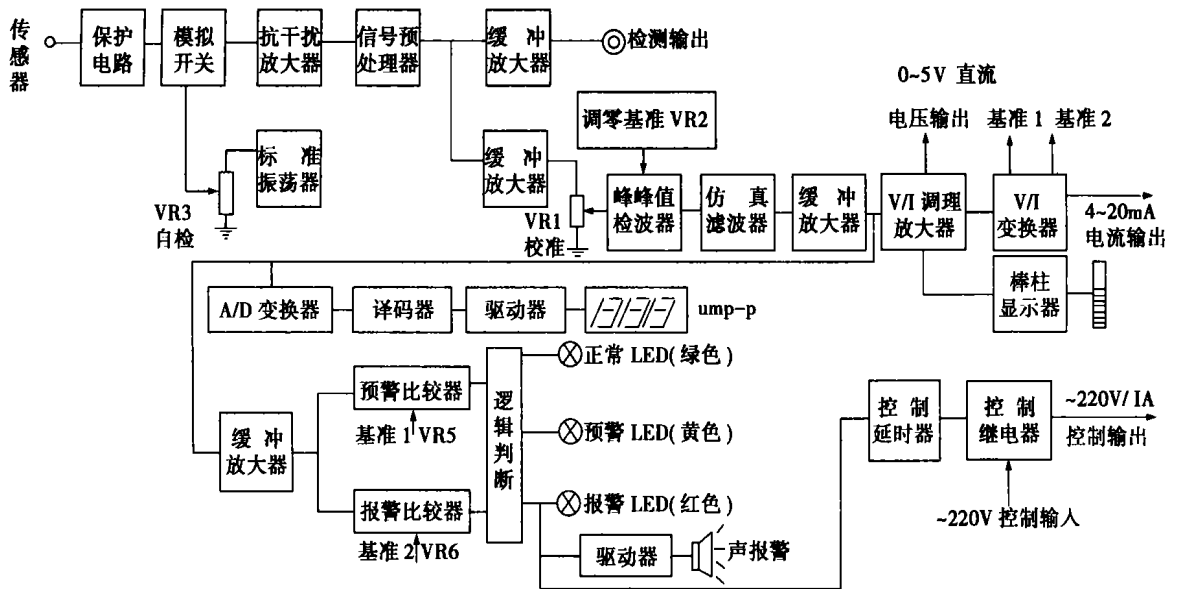 传感器
保护
电路
模拟
开关
抗干扰
放大器
信号预
处理器
缓 冲
放大器
检测输出
0~5V 直流
电压输出
基准 1
基准 2
调零基准 VR2
标 准
振荡器
缓 冲
放大器
VR3
自检
VR1
校准
峰峰值
检波器
仿 真
滤波器
缓 冲
放大器
V/I 调理
放大器
V/I
变换器
4~20mA
电流输出
棒柱
显示器
A/D 变换器
译码器
驱动器
ump-p
正常 LED(绿色)
预警比较器
基准 1 VR5
逻辑判断
预警 LED(黄色)
缓 冲
放大器
报警比较器
基准 2 VR6
报警 LED(红色)
驱动器
声报警
控 制
延时器
控 制
继电器
~220V/ IA
控制输出
~220V 控制输入